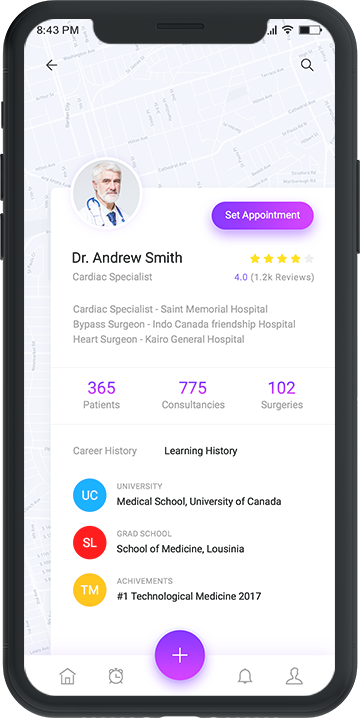 8:43 PM
Set Appointment
Dr. Andrew Smith
Cardiac Specialist
4.0 (1.2k Reviews)
Cardiac Specialist - Saint Memorial Hospital
Bypass Surgeon - Indo Canada friendship Hospital
Heart Surgeon - Kairo General Hospital
365 775 102
Patients Consultancies Surgeries
Career History Learning History
UC
UNIVERSITY
Medical School, University of Canada
SL
GRAD SCHOOL
School of Medicine, Lousinia
TM
ACHIVEMENTS
#1 Technological Medicine 2017